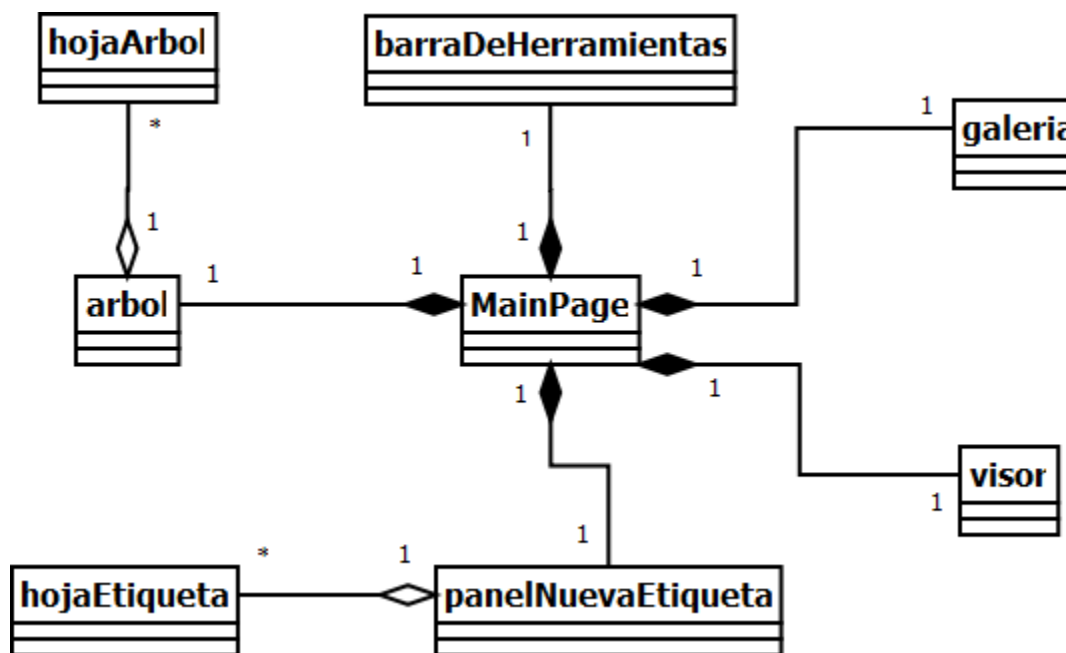 hojaArbol
barraDeHerramientas
*
1
1
galeria
1
1
1
1
1
arbol
MainPage
1
1
visor
1
1
*
1
hojaEtiqueta
panelNuevaEtiqueta